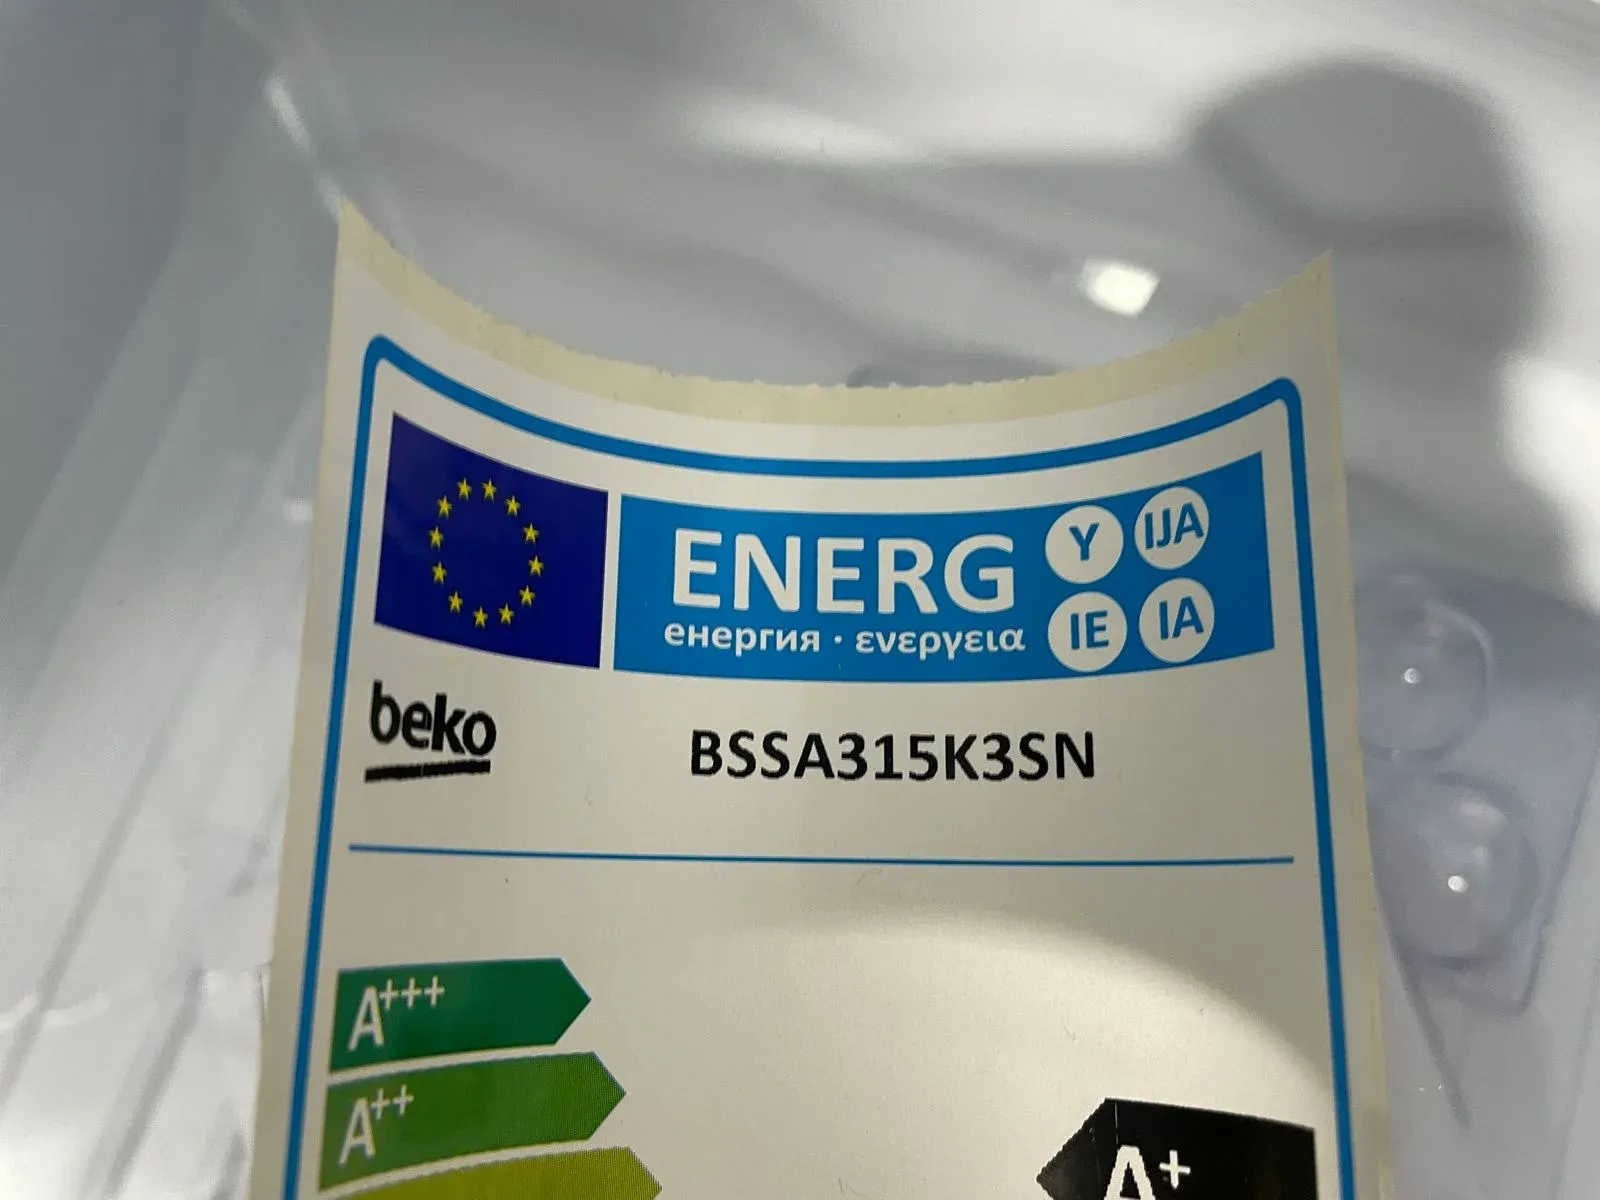 ENERG Y IJA
енергия · ενεργεια IE IA
beko BSSA315K3SN
A+++
A++
A+